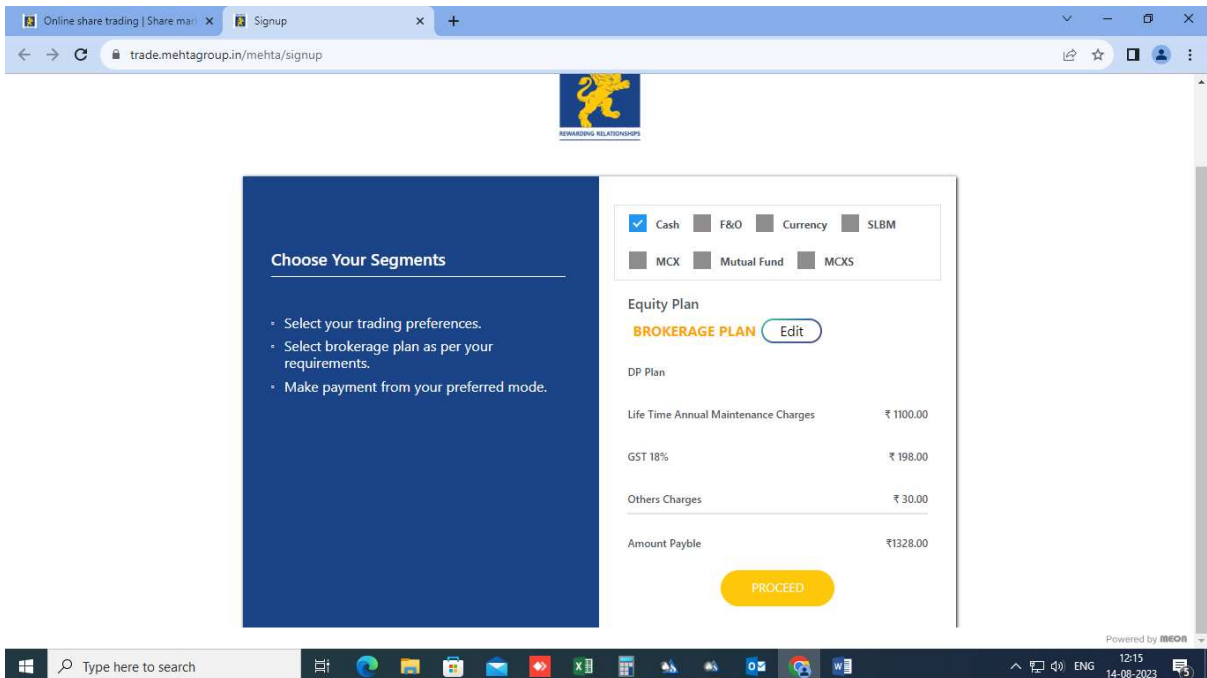 Online share trading | Share mar
Signup
trade.mehtagroup.in/mehta/signup
REWARDING RELATIONSHIPS
Choose Your Segments
Select your trading preferences.
Select brokerage plan as per your
requirements.
Make payment from your preferred mode.
Cash F&O Currency SLBM
MCX Mutual Fund MCXS
Equity Plan
BROKERAGE PLAN Edit
DP Plan
Life Time Annual Maintenance Charges ₹ 1100.00
GST 18% ₹ 198.00
Others Charges ₹ 30.00
Amount Payble ₹1328.00
PROCEED
Powered by MEON
Type here to search
ENG
12:15
14-08-2023
5